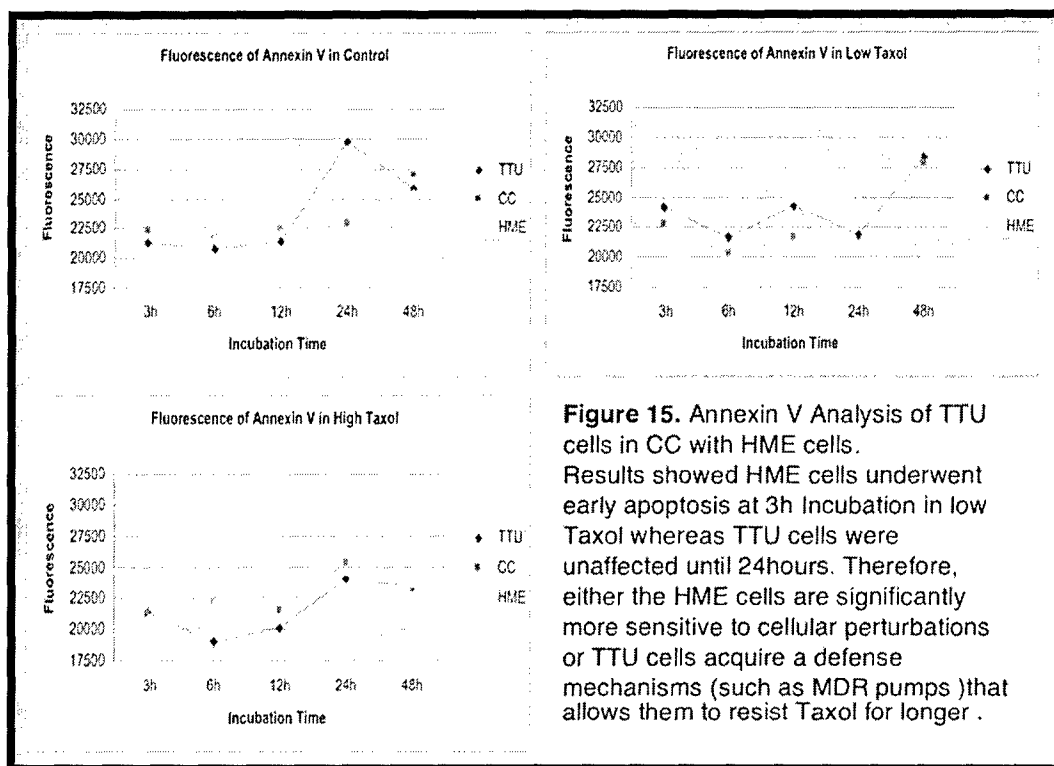 Fluorescence of Annexin V in Control
32500
30000
27500
25000
22500
20000
17500
Fluorescence
3h 6h 12h 24h 48h
Incubation Time
TTU
CC
HME
Fluorescence of Annexin V in Low Taxol
32500
30000
27500
25000
22500
20000
17500
Fluorescence
3h 6h 12h 24h 48h
Incubation Time
TTU
CC
HME
Fluorescence of Annexin V in High Taxol
32500
30000
27500
25000
22500
20000
17500
Fluorescence
3h 6h 12h 24h 48h
Incubation Time
TTU
CC
HME
Figure 15. Annexin V Analysis of TTU
cells in CC with HME cells.
Results showed HME cells underwent
early apoptosis at 3h Incubation in low
Taxol whereas TTU cells were
unaffected until 24hours. Therefore,
either the HME cells are significantly
more sensitive to cellular perturbations
or TTU cells acquire a defense
mechanisms (such as MDR pumps )that
allows them to resist Taxol for longer .